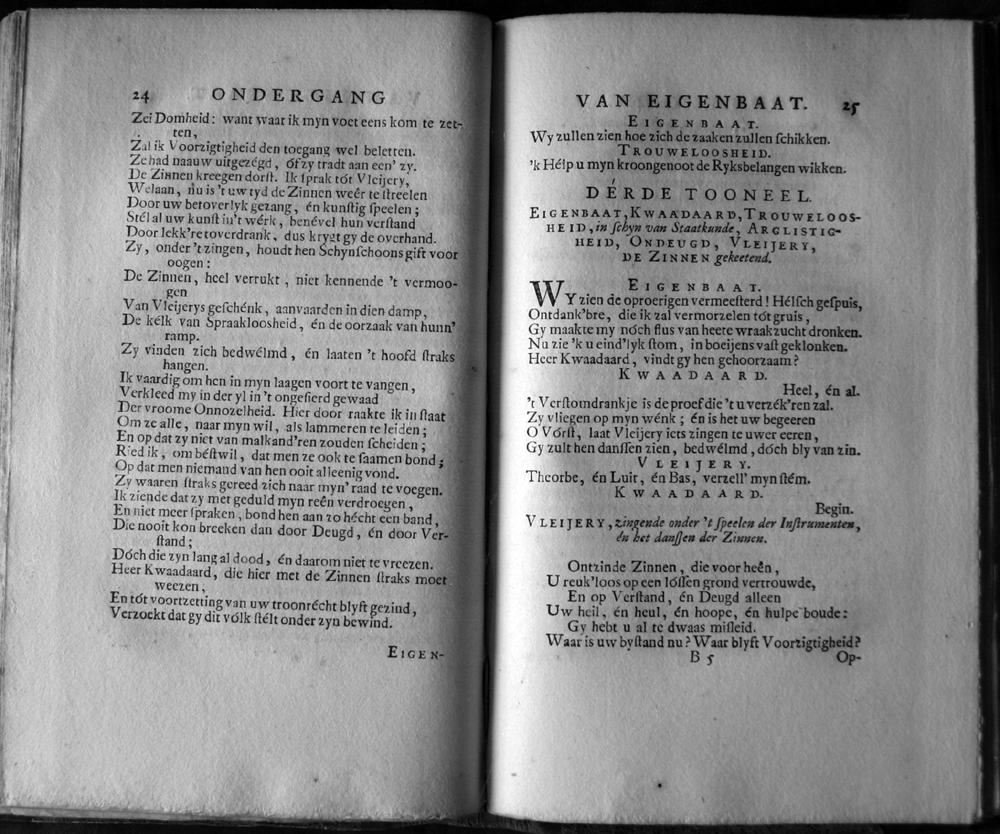 24 ONDERGANG
Zei Domheid: want waar ik myn voet eens kom te zet-
ten,
Zal ik Voorzigtigheid den toegang wel beletten.
Ze had naauw uitgezégd, óf zy tradt aan een' zy.
De Zinnen kreegen dorſt. Ik ſprak tót Vleijery,
Welaan, nu is 't uw tyd de Zinnen weêr te ſtreelen
Door uw betoverlyk gezang, én kunſtig ſpeelen;
Stél al uw kunſt in't wérk, benével hun verſtand
Door lekk're toverdrank, dus krygt gy de overhand.
Zy, onder 't zingen, houdt hen Schynſchoons gift voor
oogen:
De Zinnen, heel verrukt, niet kennende 't vermoo-
gen
Van Vleijerys geſchénk, aanvaarden in dien damp,
De kélk van Spraakloosheid, én de oorzaak van hunn'
ramp.
Zy vinden zich bedwélmd, én laaten 't hoofd ſtraks
hangen.
Ik vaardig om hen in myn laagen voort te vangen,
Verkleed my in der yl in 't ongeſierd gewaad
Der vroome Onnozelheid. Hier door raakte ik in ſtaat
Om ze alle, naar myn wil, als lammeren te leiden;
En op dat zy niet van malkand'ren zouden ſcheiden;
Ried ik, om béſtwil, dat men ze ook te ſaamen bond;
Op dat men niemand van hen ooit alleenig vond.
Zy waaren ſtraks gereed zich naar myn' raad te voegen.
Ik ziende dat zy met geduld myn reên verdroegen,
En niet meer ſpraken, bond hen aan zo hécht een band,
Die nooit kon breeken dan door Deugd, én door Ver-
ſtand;
Dóch die zyn lang al dood, én daarom niet te vreezen.
Heer Kwaadaard, die hier met de Zinnen ſtraks moet
weezen,
En tót voortzetting van uw troonrécht blyft gezind,
Verzoekt dat gy dit vólk ſtélt onder zyn bewind.
EIGEN-
VAN EIGENBAAT. 25
EIGENBAAT.
Wy zullen zien hoe zich de zaaken zullen ſchikken.
TROUWELOOSHEID.
'k Hélp u myn kroongenoot de Ryksbelangen wikken.
DÉRDE TOONEEL.
EIGENBAAT, KWAADAARD, TROUWELOOS-
HEID, in ſchyn van Staatkunde, ARGLISTIG-
HEID, ONDEUGD, VLEIJERY,
DE ZINNEN gekeetend.
EIGENBAAT.
WY zien de oproerigen vermeeſterd! Hélſch geſpuis,
Ontdank'bre, die ik zal vermorzelen tót gruis,
Gy maakte my nóch flus van heete wraakzucht dronken.
Nu zie 'k u eind'lyk ſtom, in boeijens vaſt geklonken.
Heer Kwaadaard, vindt gy hen gehoorzaam?
KWAADAARD.
Heel, én al.
't Verſtomdrankje is de proef die 't u verzék'ren zal.
Zy vliegen op myn wénk; én is het uw begeeren
O Vórſt, laat Vleijery iets zingen te uwer eeren,
Gy zult hen danſſen zien, bedwélmd, dóch bly van zin.
VLEIJERY.
Theorbe, én Luit, én Bas, verzell' myn ſtém.
KWAADAARD.
Begin.
VLEIJERY, zingende onder 't ſpeelen der Inſtrumenten,
én het danſſen der Zinnen.
Ontzinde Zinnen, die voor heên,
U reuk'loos op een lóſſen grond vertrouwde,
En op Verſtand, én Deugd alleen
Uw heil, én heul, én hoope, én hulpe boude:
Gy hebt u al te dwaas miſleid.
Waar is uw byſtand nu? Waar blyft Voorzigtigheid?
B 5 Op-